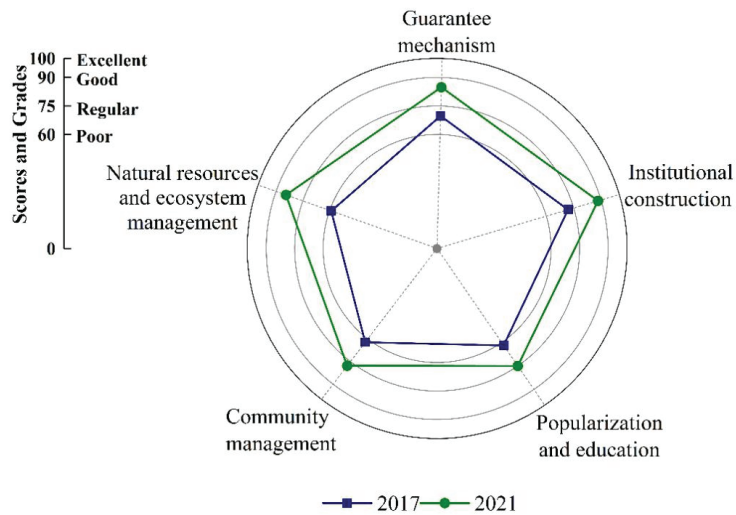 Guarantee
mechanism
100 Excellent
90 Good
75 Regular
60 Poor
0
Scores and Grades
Natural resources
and ecosystem
management
Institutional
construction
Community
management
Popularization
and education
2017 2021